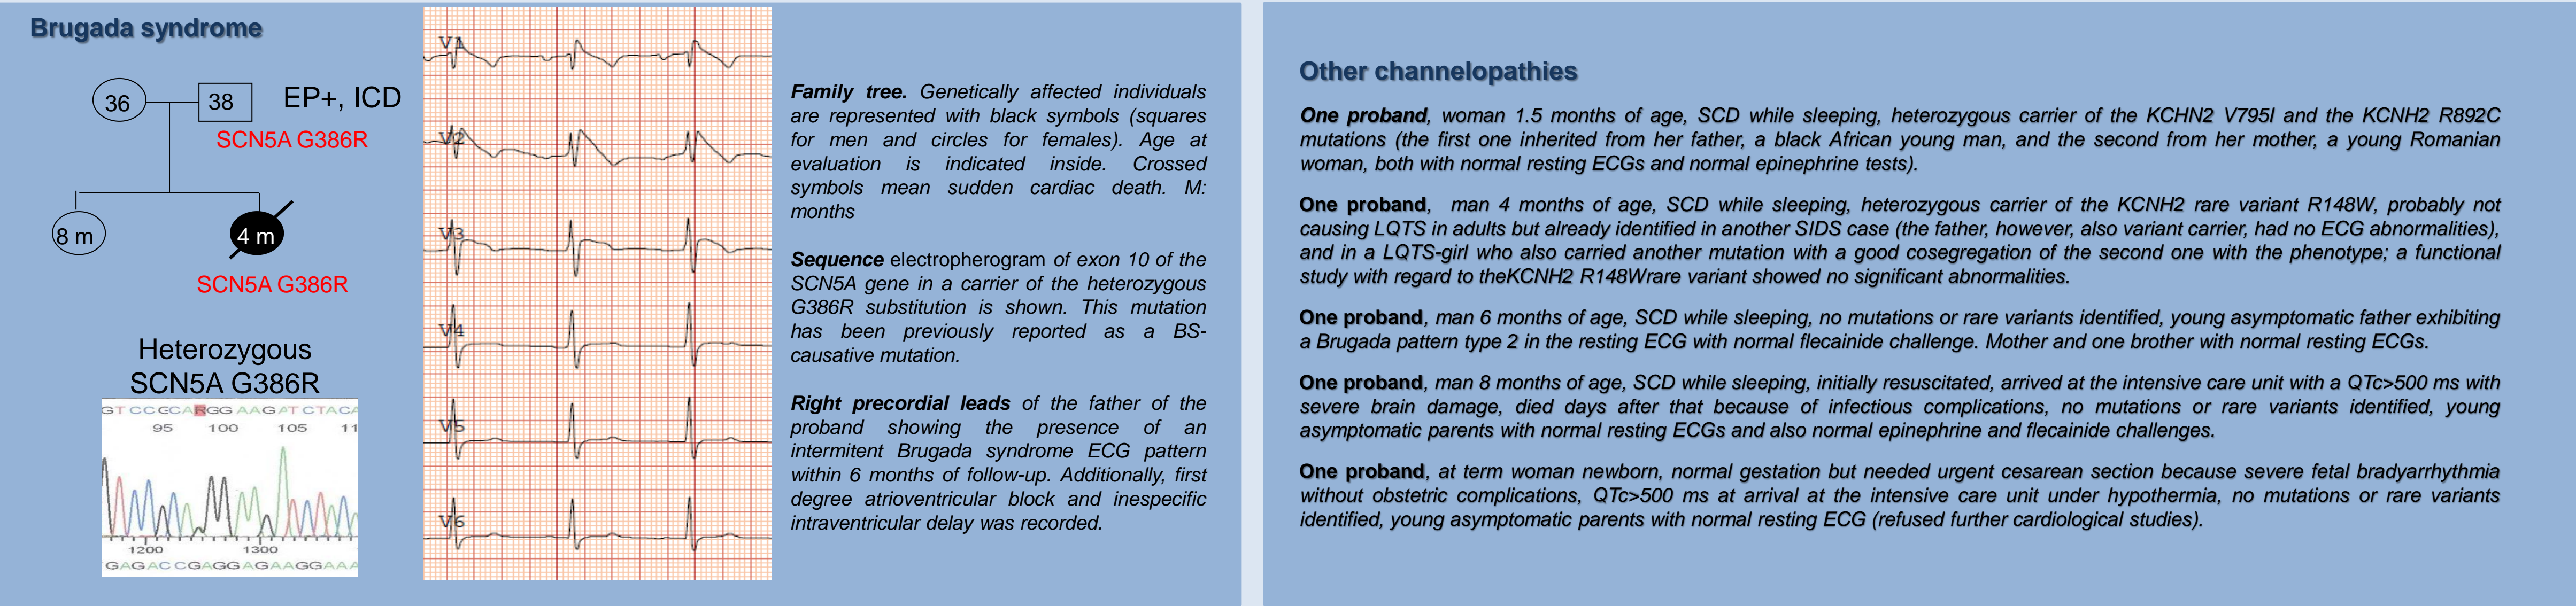 Brugada syndrome
36
38
EP+, ICD
SCN5A G386R
8 m
4 m
SCN5A G386R
Heterozygous
SCN5A G386R
GTCCGCARGGAAGATCTACA
95 100 105 11
1200 1300
GAGACCGAGGAGAAGGAAA
V1
V2
V3
V4
V5
V6
Family tree. Genetically affected individuals
are represented with black symbols (squares
for men and circles for females). Age at
evaluation is indicated inside. Crossed
symbols mean sudden cardiac death. M:
months
Sequence electropherogram of exon 10 of the
SCN5A gene in a carrier of the heterozygous
G386R substitution is shown. This mutation
has been previously reported as a BS-
causative mutation.
Right precordial leads of the father of the
proband showing the presence of an
intermitent Brugada syndrome ECG pattern
within 6 months of follow-up. Additionally, first
degree atrioventricular block and inespecific
intraventricular delay was recorded.
Other channelopathies
One proband, woman 1.5 months of age, SCD while sleeping, heterozygous carrier of the KCHN2 V795I and the KCNH2 R892C
mutations (the first one inherited from her father, a black African young man, and the second from her mother, a young Romanian
woman, both with normal resting ECGs and normal epinephrine tests).
One proband, man 4 months of age, SCD while sleeping, heterozygous carrier of the KCNH2 rare variant R148W, probably not
causing LQTS in adults but already identified in another SIDS case (the father, however, also variant carrier, had no ECG abnormalities),
and in a LQTS-girl who also carried another mutation with a good cosegregation of the second one with the phenotype; a functional
study with regard to theKCNH2 R148Wrare variant showed no significant abnormalities.
One proband, man 6 months of age, SCD while sleeping, no mutations or rare variants identified, young asymptomatic father exhibiting
a Brugada pattern type 2 in the resting ECG with normal flecainide challenge. Mother and one brother with normal resting ECGs.
One proband, man 8 months of age, SCD while sleeping, initially resuscitated, arrived at the intensive care unit with a QTc>500 ms with
severe brain damage, died days after that because of infectious complications, no mutations or rare variants identified, young
asymptomatic parents with normal resting ECGs and also normal epinephrine and flecainide challenges.
One proband, at term woman newborn, normal gestation but needed urgent cesarean section because severe fetal bradyarrhythmia
without obstetric complications, QTc>500 ms at arrival at the intensive care unit under hypothermia, no mutations or rare variants
identified, young asymptomatic parents with normal resting ECG (refused further cardiological studies).